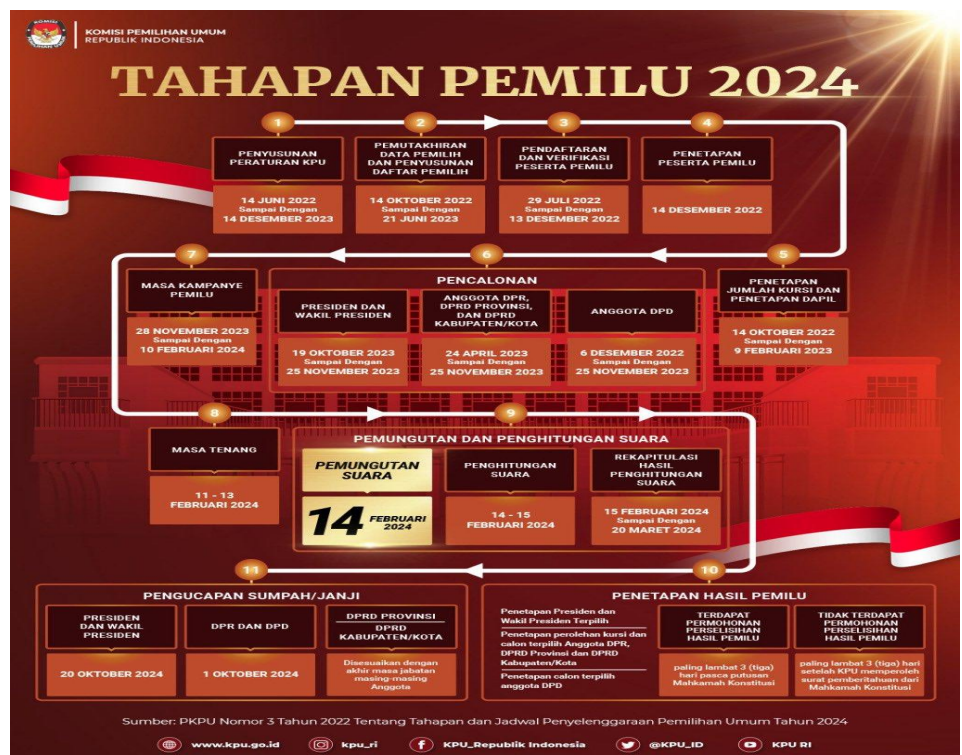 KOMISI PEMILIHAN UMUM
REPUBLIK INDONESIA
TAHAPAN PEMILU 2024
1
PENYUSUNAN
PERATURAN KPU
14 JUNI 2022
Sampai Dengan
14 DESEMBER 2023
2
PEMUTAKHIRAN
DATA PEMILIH
DAN PENYUSUNAN
DAFTAR PEMILIH
14 OKTOBER 2022
Sampai Dengan
21 JUNI 2023
3
PENDAFTARAN
DAN VERIFIKASI
PESERTA PEMILU
29 JULI 2022
Sampai Dengan
13 DESEMBER 2022
4
PENETAPAN
PESERTA PEMILU
14 DESEMBER 2022
5
PENETAPAN
JUMLAH KURSI DAN
PENETAPAN DAPIL
14 OKTOBER 2022
Sampai Dengan
9 FEBRUARI 2023
6
PENCALONAN
PRESIDEN DAN
WAKIL PRESIDEN
19 OKTOBER 2023
Sampai Dengan
25 NOVEMBER 2023
ANGGOTA DPR,
DPRD PROVINSI,
DAN DPRD
KABUPATEN/KOTA
24 APRIL 2023
Sampai Dengan
25 NOVEMBER 2023
ANGGOTA DPD
6 DESEMBER 2022
Sampai Dengan
25 NOVEMBER 2023
7
MASA KAMPANYE
PEMILU
28 NOVEMBER 2023
Sampai Dengan
10 FEBRUARI 2024
8
MASA TENANG
11 - 13
FEBRUARI 2024
9
PEMUNGUTAN DAN PENGHITUNGAN SUARA
PEMUNGUTAN
SUARA
14 FEBRUARI
2024
PENGHITUNGAN
SUARA
14 - 15
FEBRUARI 2024
REKAPITULASI
HASIL
PENGHITUNGAN
SUARA
15 FEBRUARI 2024
Sampai Dengan
20 MARET 2024
10
PENETAPAN HASIL PEMILU
Penetapan Presiden dan
Wakil Presiden Terpilih
Penetapan perolehan kursi dan
calon terpilih Anggota DPR,
DPRD Provinsi dan DPRD
Kabupaten/Kota
Penetapan calon terpilih
anggota DPD
TERDAPAT
PERMOHONAN
PERSELISIHAN
HASIL PEMILU
paling lambat 3 (tiga)
hari pasca putusan
Mahkamah Konstitusi
TIDAK TERDAPAT
PERMOHONAN
PERSELISIHAN
HASIL PEMILU
paling lambat 3 (tiga) hari
setelah KPU memperoleh
surat pemberitahuan dari
Mahkamah Konstitusi
11
PENGUCAPAN SUMPAH/JANJI
PRESIDEN
DAN WAKIL
PRESIDEN
20 OKTOBER 2024
DPR DAN DPD
1 OKTOBER 2024
DPRD PROVINSI
DPRD
KABUPATEN/KOTA
Disesuaikan dengan
akhir masa jabatan
masing-masing
Anggota
Sumber: PKPU Nomor 3 Tahun 2022 Tentang Tahapan dan Jadwal Penyelenggaraan Pemilihan Umum Tahun 2024
www.kpu.go.id
kpu_ri
KPU_Republik Indonesia
@KPU_ID
KPU RI